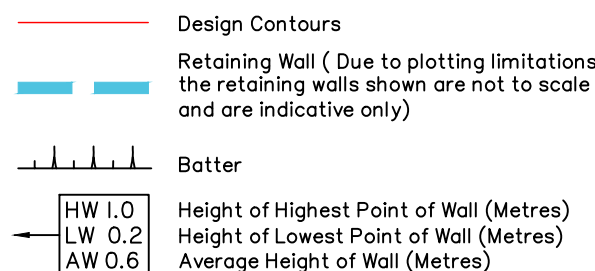 Design Contours
Retaining Wall ( Due to plotting limitations
the retaining walls shown are not to scale
and are indicative only)
Batter
HW 1.0 Height of Highest Point of Wall (Metres)
LW 0.2 Height of Lowest Point of Wall (Metres)
AW 0.6 Average Height of Wall (Metres)